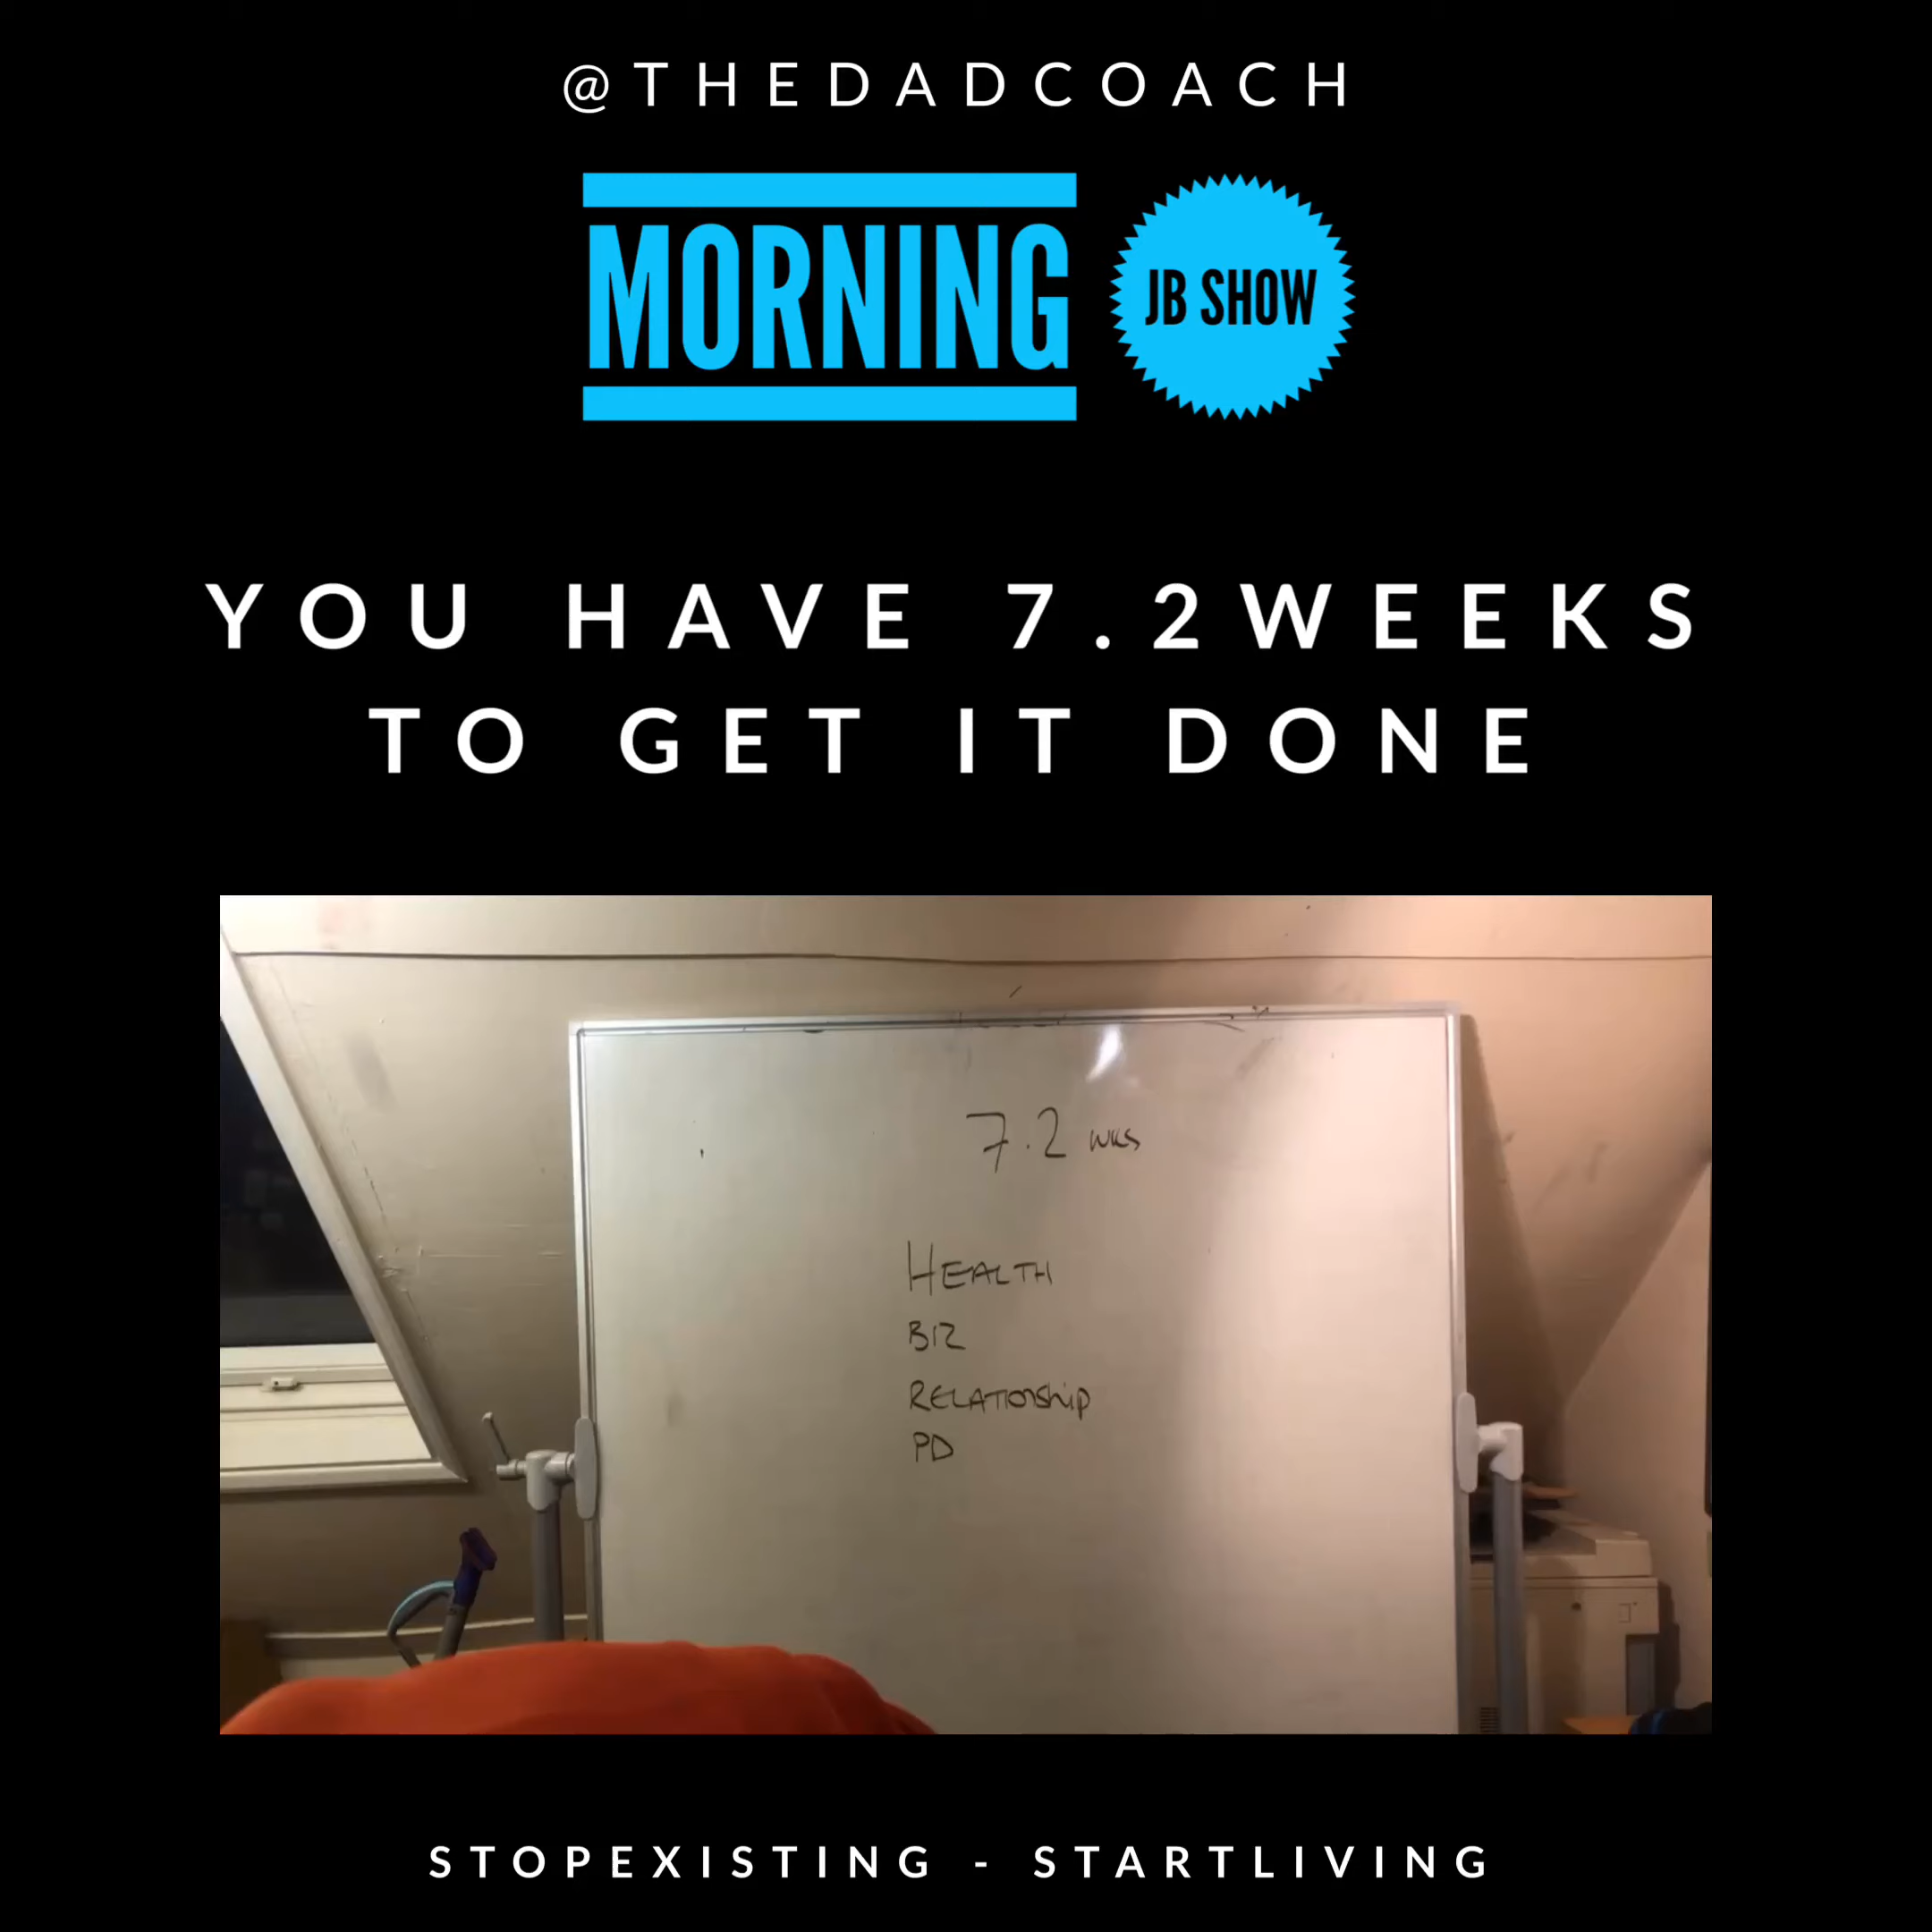 @THEDADCOACH
MORNING
JB SHOW
YOU HAVE 7.2WEEKS
TO GET IT DONE
7.2 WKS
HEALTH
BIZ
RELATIONShip
PD
STOPEXISTING - STARTLIVING